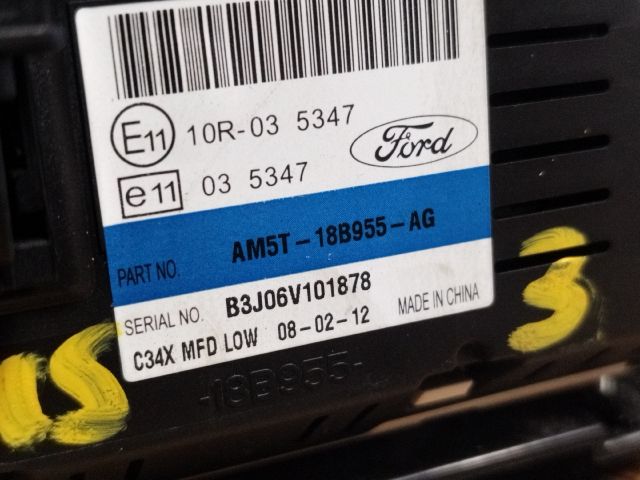 E11 10R-03 5347
Ford
e11 03 5347
PART NO. AM5T-18B955-AG
SERIAL NO. B3J06V101878
C34X MFD LOW 08-02-12 MADE IN CHINA
-18B955-
3